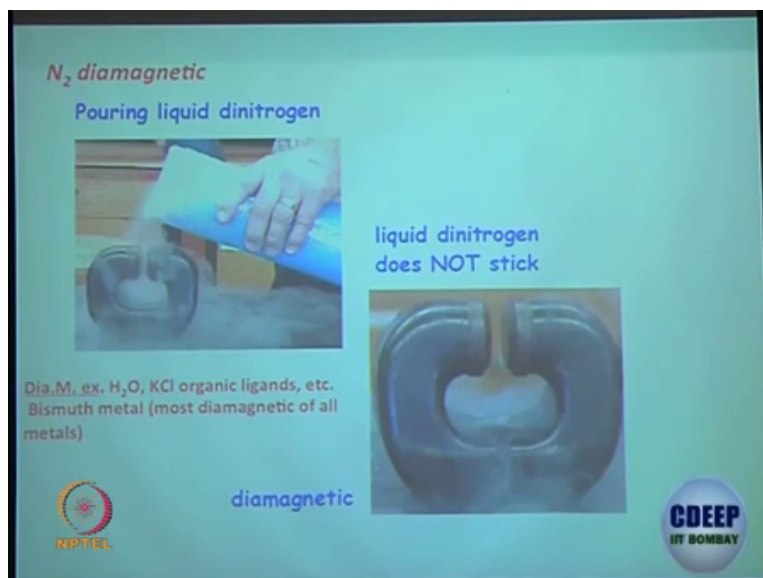 N₂ diamagnetic
Pouring liquid dinitrogen
liquid dinitrogen
does NOT stick
Dia.M. ex. H₂O, KCl organic ligands, etc.
Bismuth metal (most diamagnetic of all
metals)
diamagnetic
NPTEL
CDEEP
IIT BOMBAY